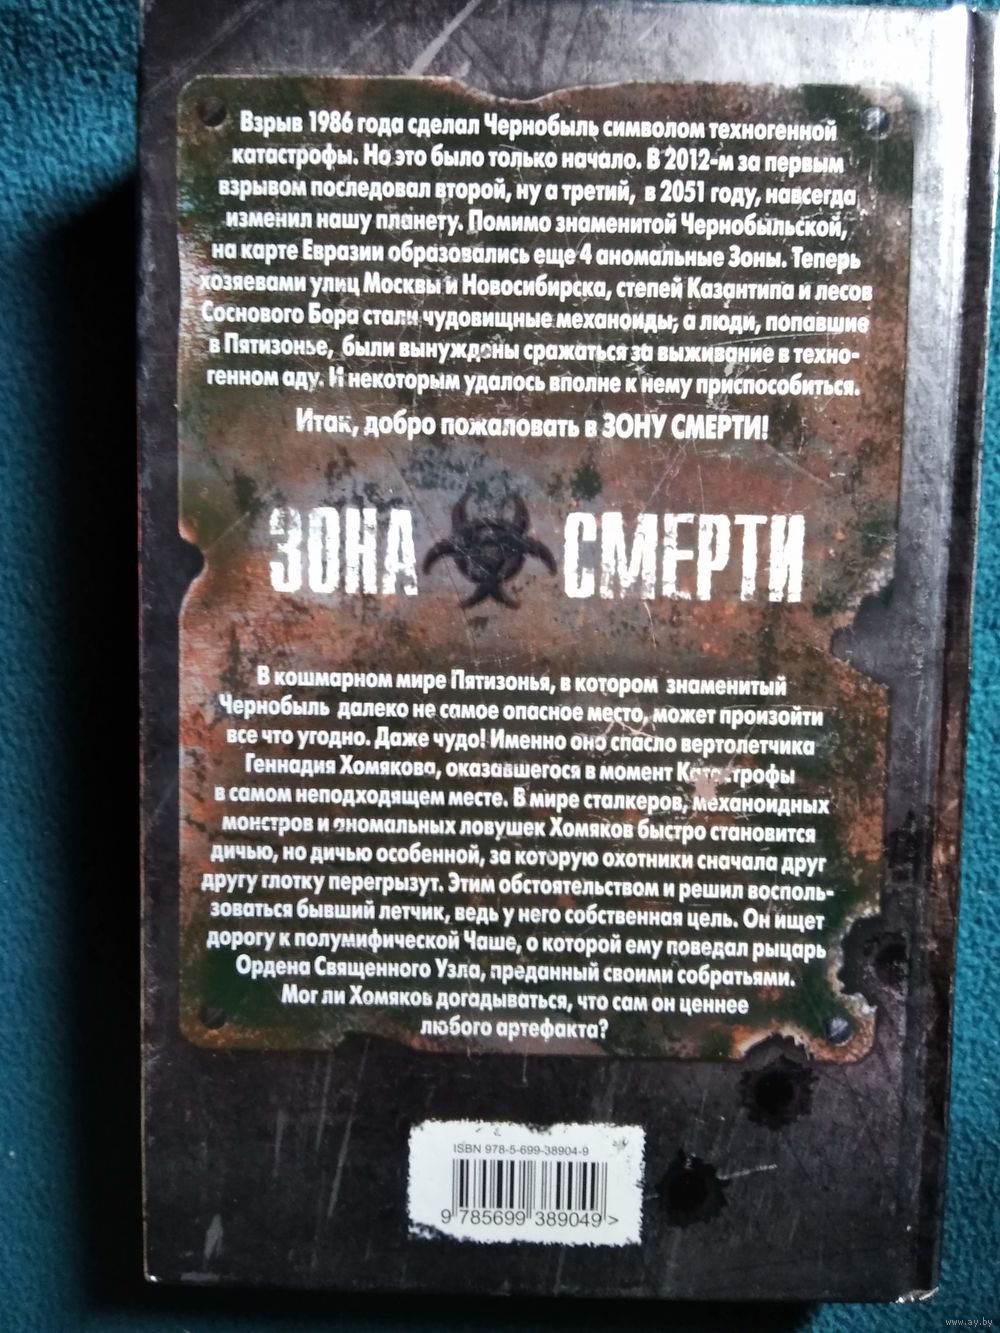 Взрыв 1986 года сделал Чернобыль символом техногенной
катастрофы. Но это было только начало. В 2012-м за первым
взрывом последовал второй, ну а третий, в 2051 году, навсегда
изменил нашу планету. Помимо знаменитой Чернобыльской,
на карте Евразии образовались еще 4 аномальные Зоны. Теперь
хозяевами улиц Москвы и Новосибирска, степей Казантипа и лесов
Соснового Бора стали чудовищные механоиды, а люди, попавшие
в Пятизонье, были вынуждены сражаться за выживание в техно-
генном аду. И некоторым удалось вполне к нему приспособиться.
Итак, добро пожаловать в ЗОНУ СМЕРТИ!
ЗОНА СМЕРТИ
В кошмарном мире Пятизонья, в котором знаменитый
Чернобыль далеко не самое опасное место, может произойти
все что угодно. Даже чудо! Именно оно спасло вертолетчика
Геннадия Хомякова, оказавшегося в момент Катастрофы
в самом неподходящем месте. В мире сталкеров, механоидных
монстров и аномальных ловушек Хомяков быстро становится
дичью, но дичью особенной, за которую охотники сначала друг
другу глотку перегрызут. Этим обстоятельством и решил восполь-
зоваться бывший летчик, ведь у него собственная цель. Он ищет
дорогу к полумифической Чаше, о которой ему поведал рыцарь
Ордена Священного Узла, преданный своими собратьями.
Мог ли Хомяков догадываться, что сам он ценнее
любого артефакта?
ISBN 978-5-699-38904-9
9 785699 389049 >
www.ay.by